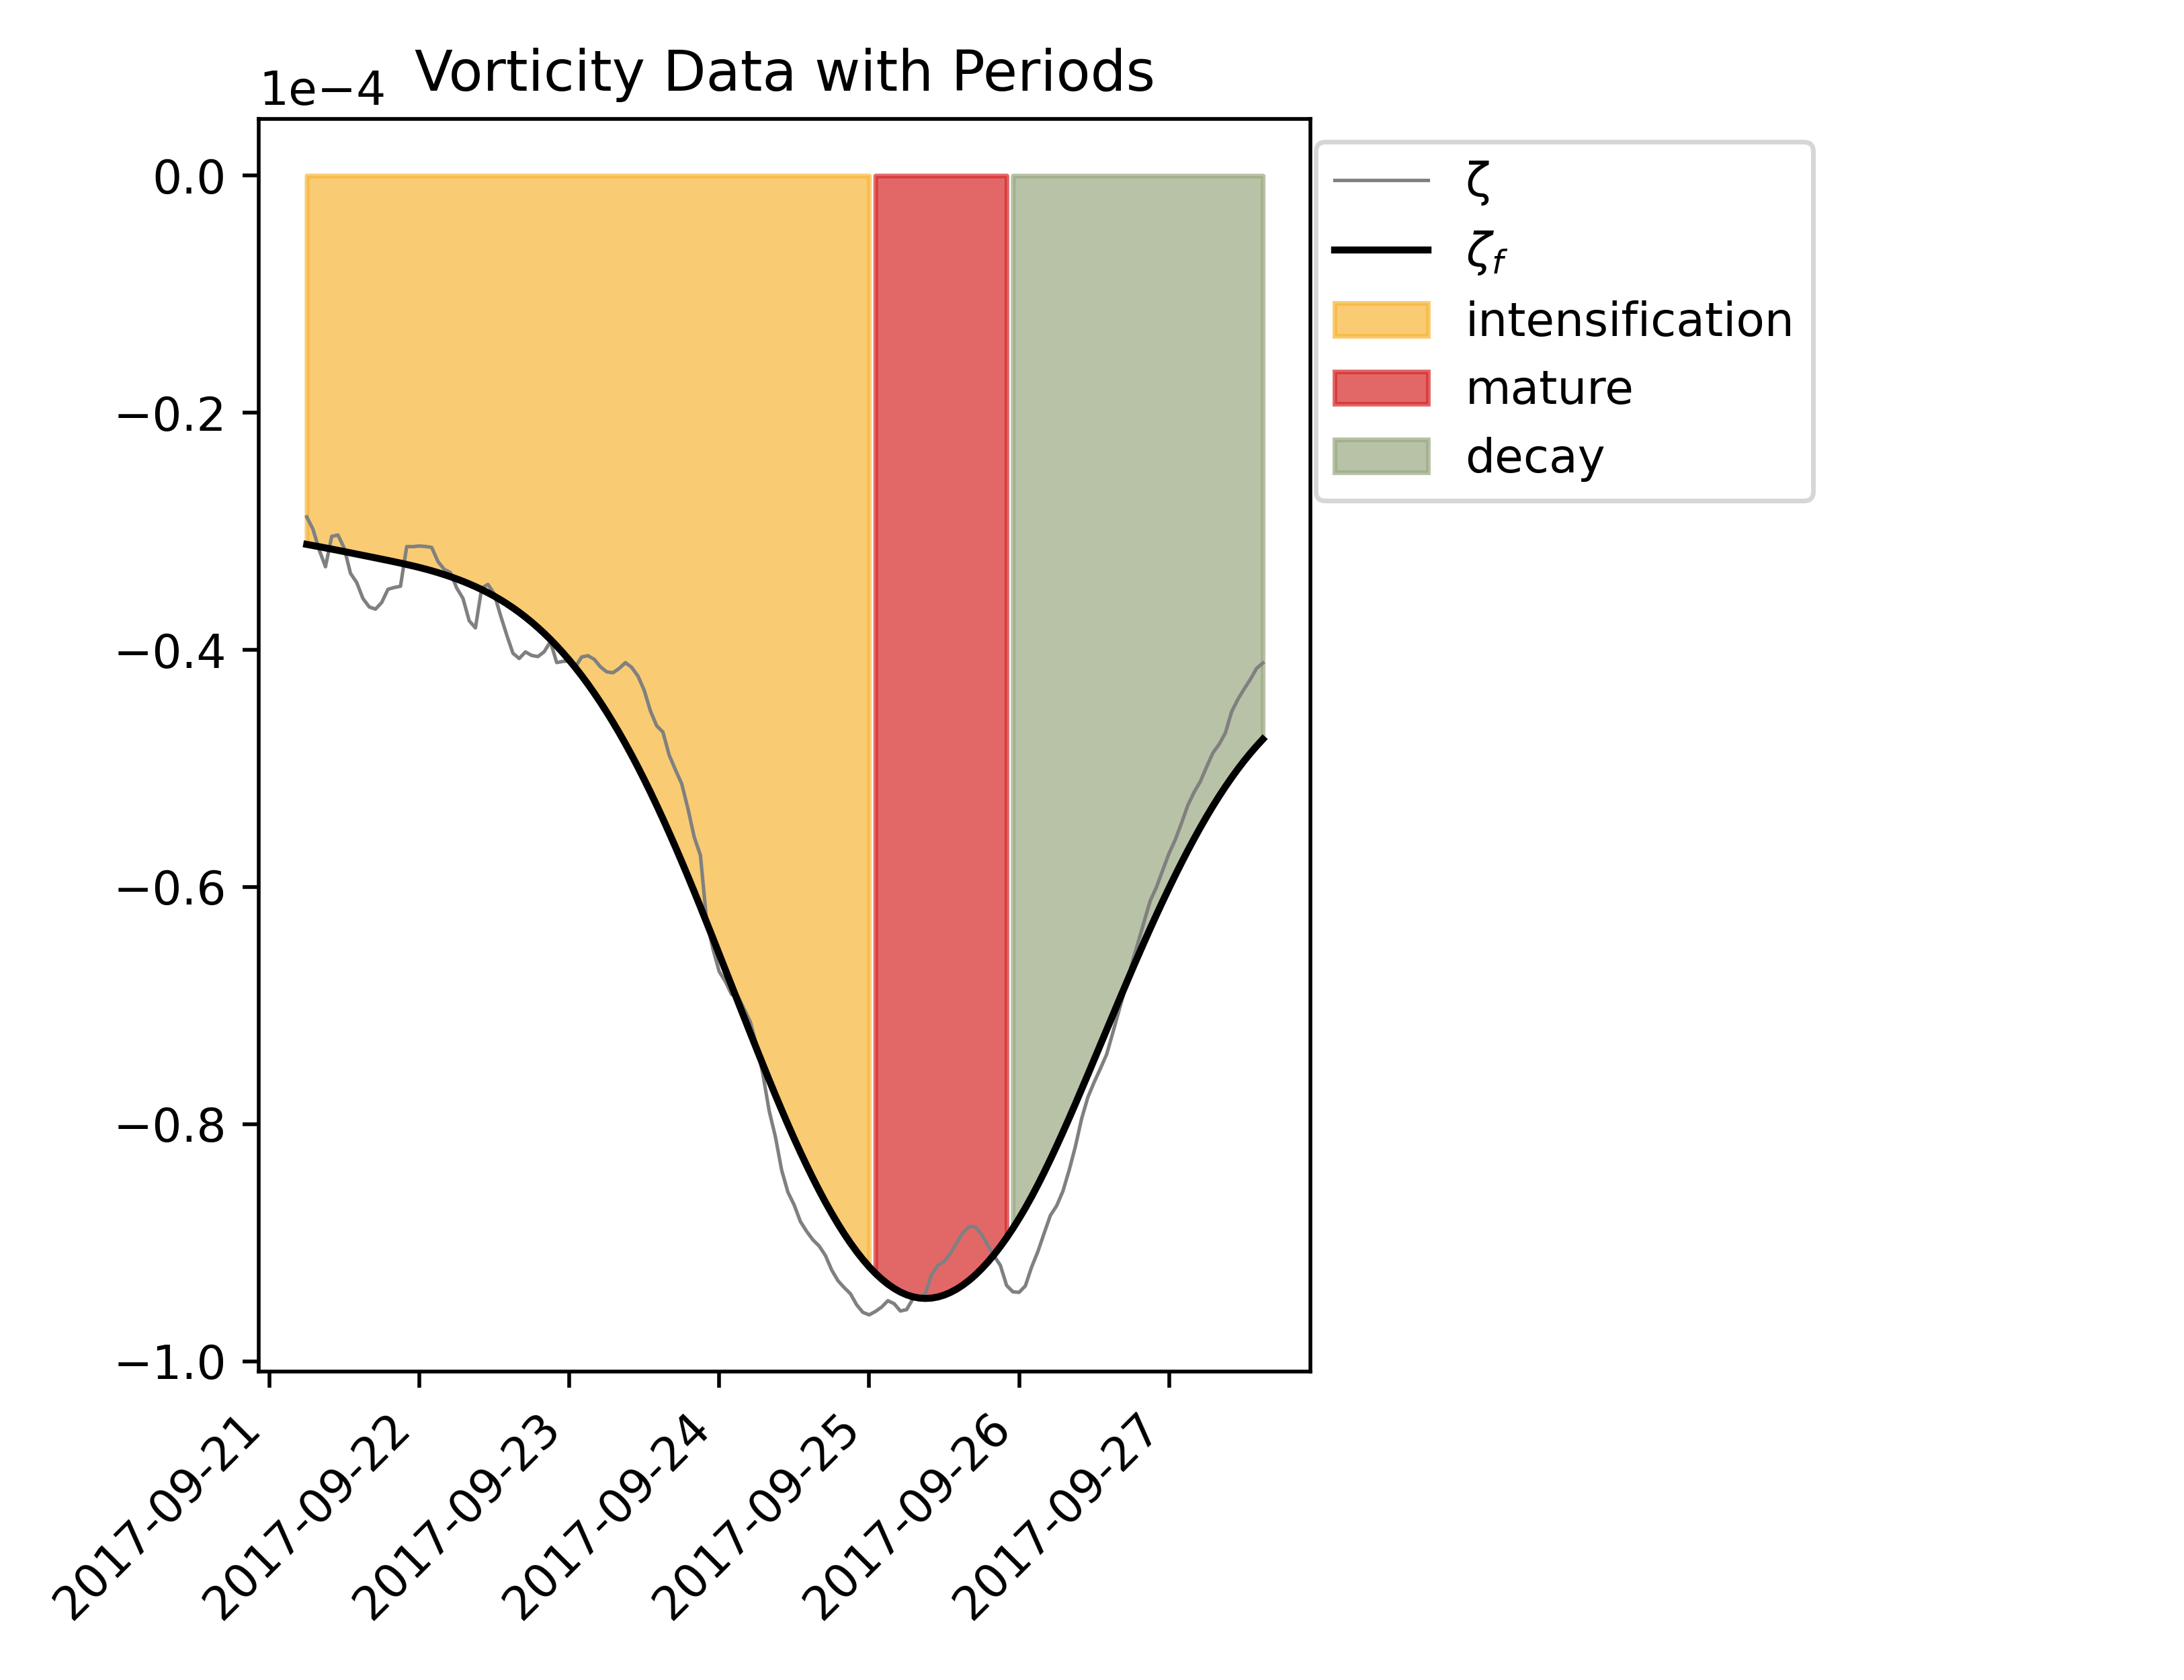 Vorticity Data with Periods
1e−4
0.0
−0.2
−0.4
−0.6
−0.8
−1.0
2017-09-21
2017-09-22
2017-09-23
2017-09-24
2017-09-25
2017-09-26
2017-09-27
ζ
ζf
intensification
mature
decay